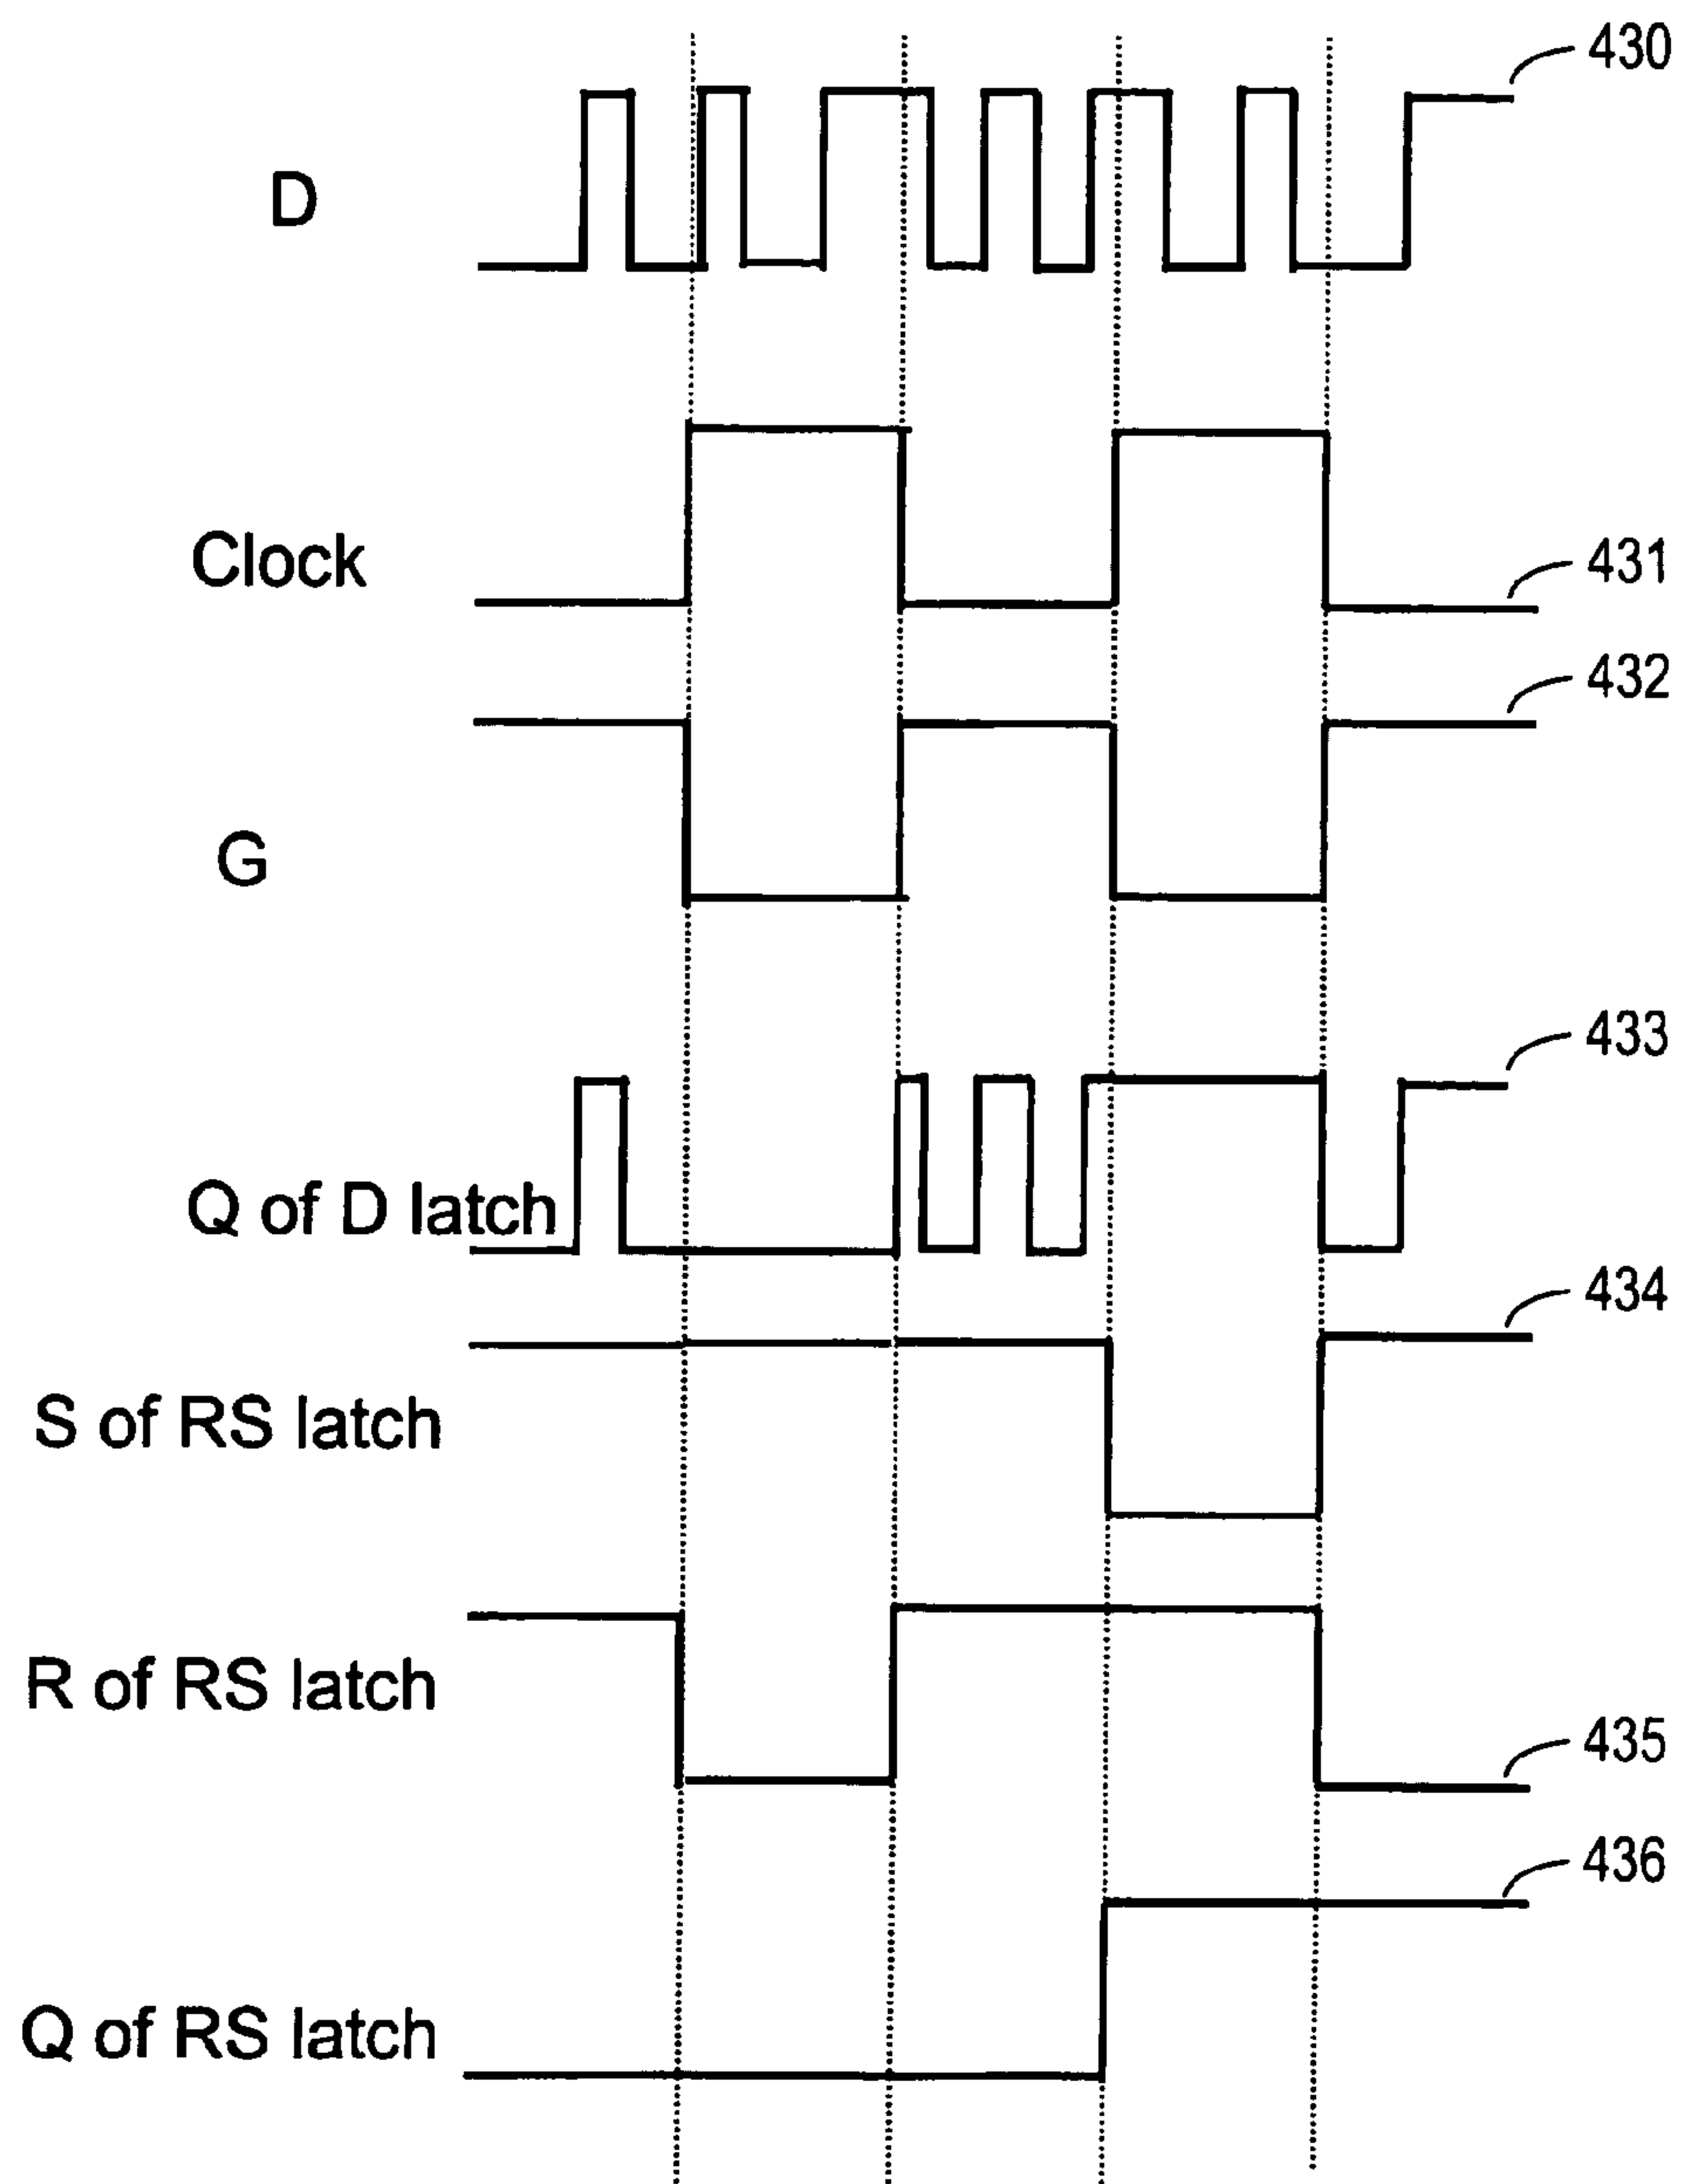 430
D
Clock
431
432
G
433
Q of D latch
434
S of RS latch
R of RS latch
435
436
Q of RS latch